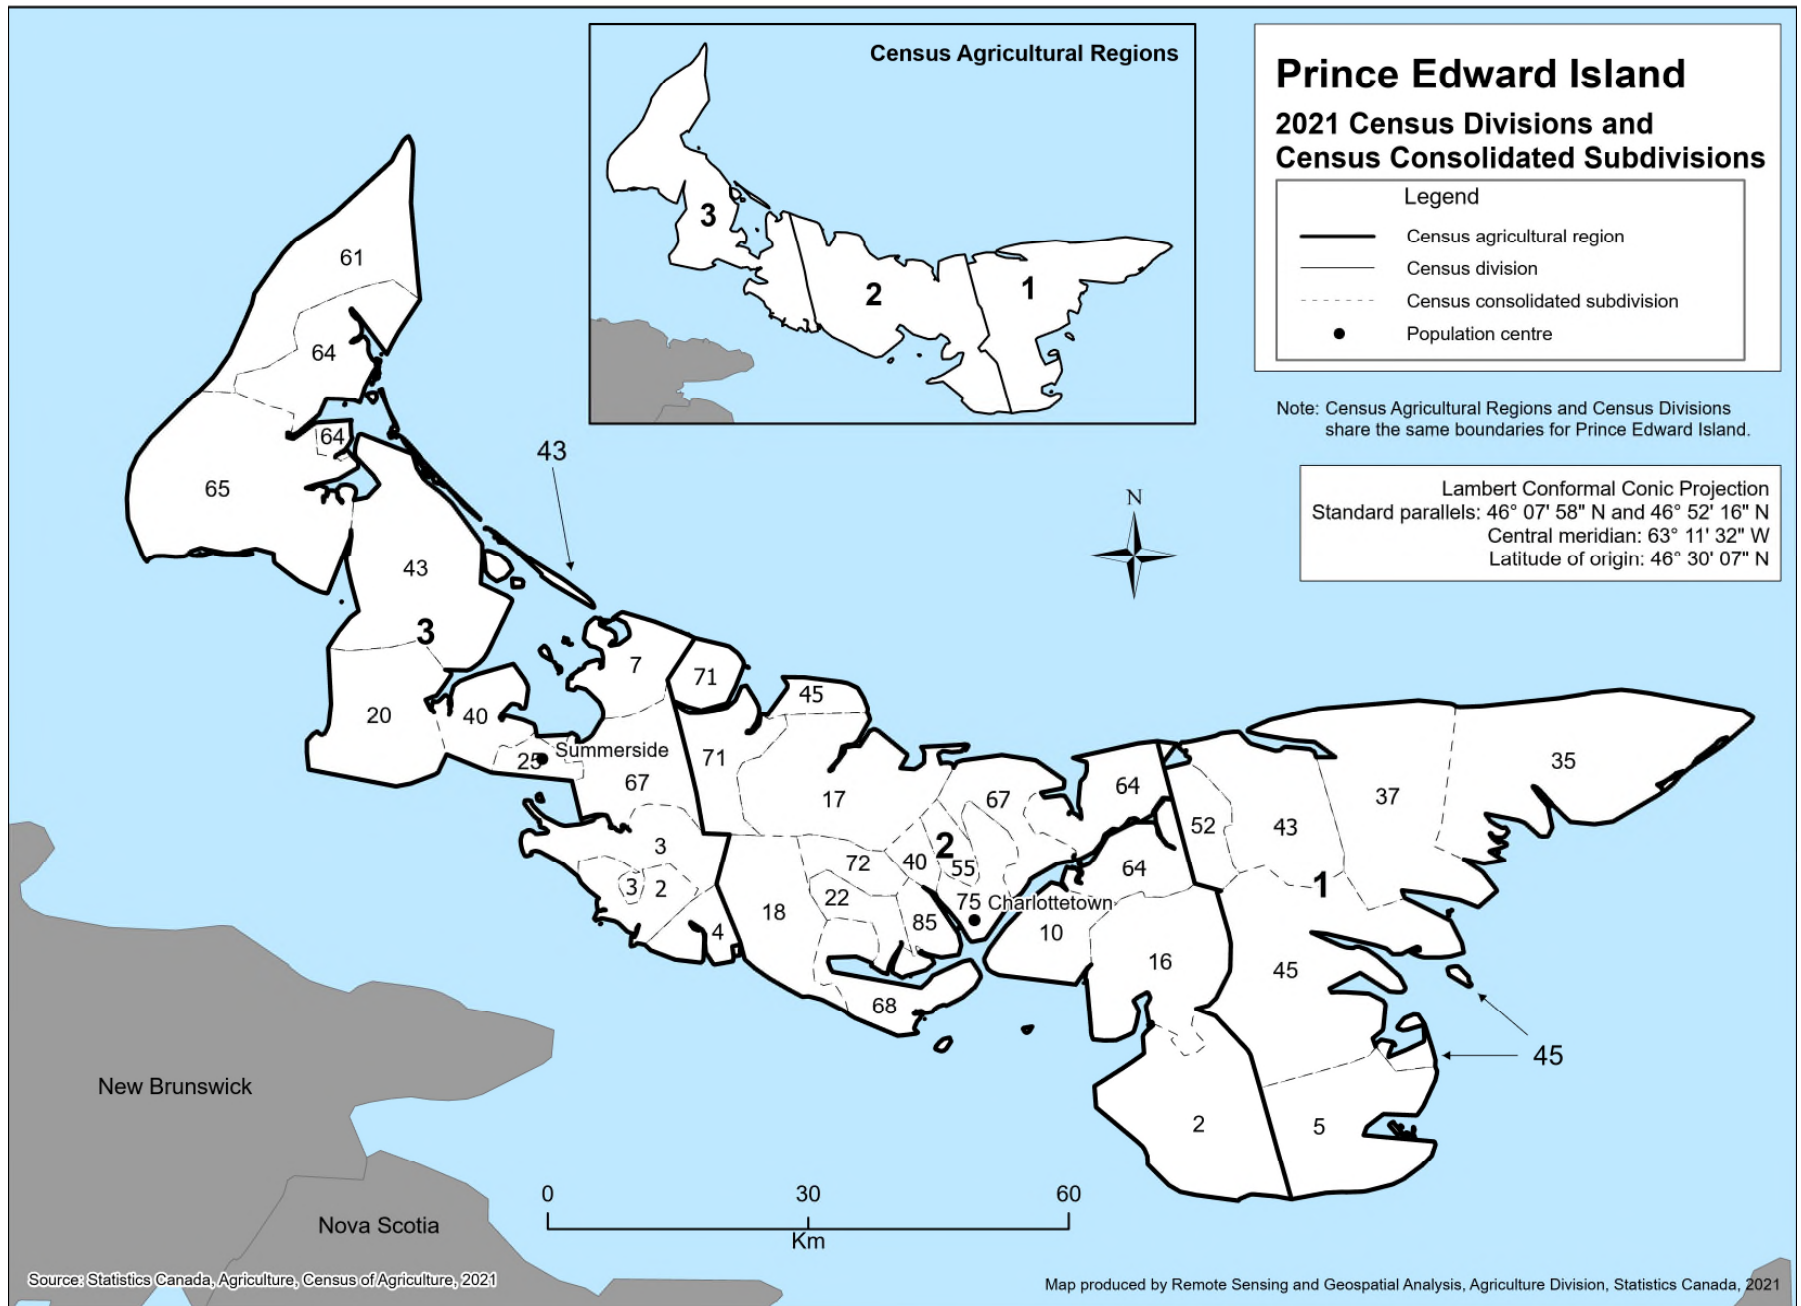 Census Agricultural Regions
3
2
1
Prince Edward Island
2021 Census Divisions and
Census Consolidated Subdivisions
Legend
Census agricultural region
Census division
Census consolidated subdivision
Population centre
Note: Census Agricultural Regions and Census Divisions
share the same boundaries for Prince Edward Island.
Lambert Conformal Conic Projection
Standard parallels: 46° 07' 58" N and 46° 52' 16" N
Central meridian: 63° 11' 32" W
Latitude of origin: 46° 30' 07" N
N
61
64
64
65
43
43
3
20
40
25
Summerside
7
71
71
45
67
3
3
2
4
17
18
72
22
40
2
55
67
75
Charlottetown
85
68
64
64
10
16
2
52
43
37
35
1
45
45
5
0
30
60
Km
New Brunswick
Nova Scotia
Source: Statistics Canada, Agriculture, Census of Agriculture, 2021
Map produced by Remote Sensing and Geospatial Analysis, Agriculture Division, Statistics Canada, 2021